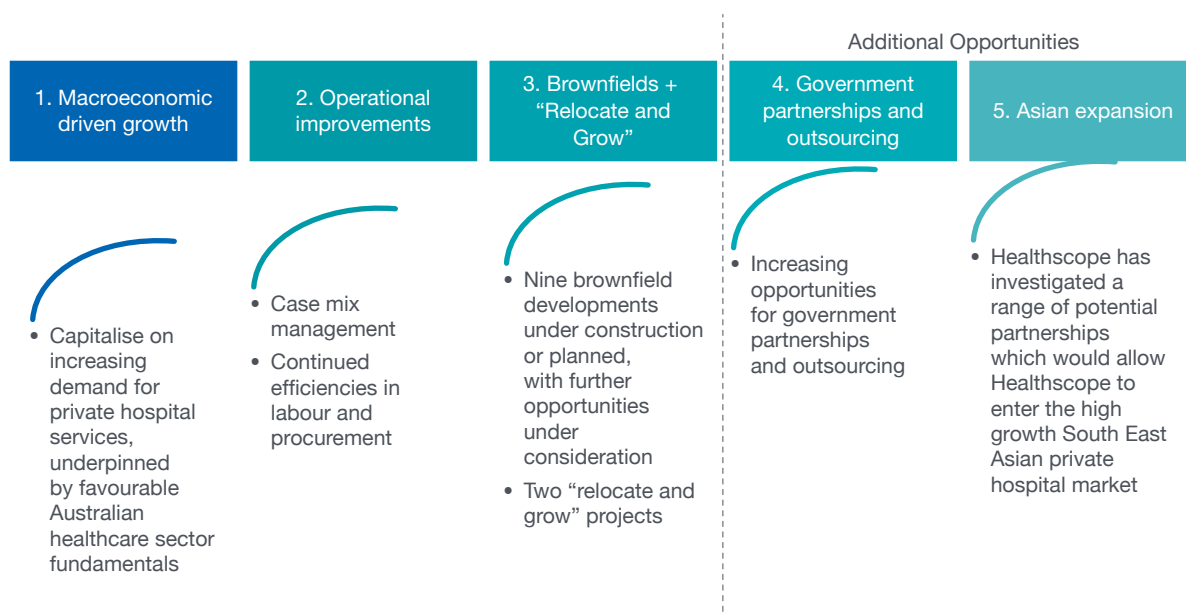 Additional Opportunities
1. Macroeconomic
driven growth
2. Operational
improvements
3. Brownfields +
“Relocate and
Grow”
4. Government
partnerships and
outsourcing
5. Asian expansion
• Capitalise on
increasing
demand for
private hospital
services,
underpinned
by favourable
Australian
healthcare sector
fundamentals
• Case mix
management
• Continued
efficiencies in
labour and
procurement
• Nine brownfield
developments
under construction
or planned,
with further
opportunities
under
consideration
• Two “relocate and
grow” projects
• Increasing
opportunities
for government
partnerships
and outsourcing
• Healthscope has
investigated a
range of potential
partnerships
which would allow
Healthscope to
enter the high
growth South East
Asian private
hospital market